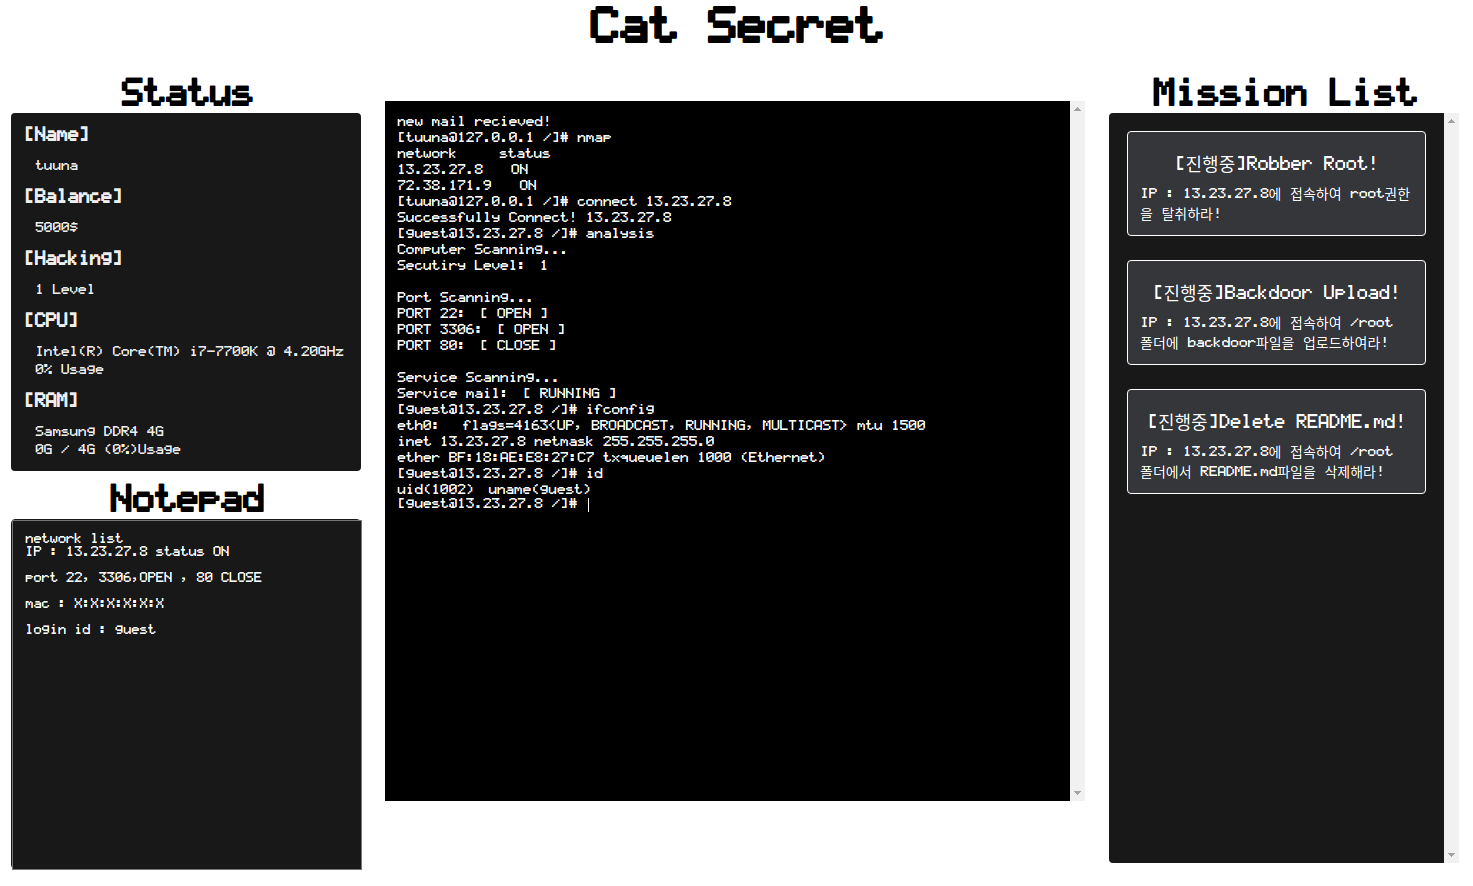 Cat Secret
Status
[Name]
tuuna
[Balance]
5000$
[Hacking]
1 Level
[CPU]
Intel(R) Core(TM) i7-7700K @ 4.20GHz
0% Usage
[RAM]
Samsung DDR4 4G
0G / 4G (0%)Usage
Notepad
network list
IP : 13.23.27.8 status ON
port 22, 3306,OPEN , 80 CLOSE
mac : X:X:X:X:X:X
login id : guest
new mail recieved!
[tuuna@127.0.0.1 /]# nmap
network status
13.23.27.8 ON
72.38.171.9 ON
[tuuna@127.0.0.1 /]# connect 13.23.27.8
Successfully Connect! 13.23.27.8
[guest@13.23.27.8 /]# analysis
Computer Scanning...
Secutiry Level: 1
Port Scanning...
PORT 22: [ OPEN ]
PORT 3306: [ OPEN ]
PORT 80: [ CLOSE ]
Service Scanning...
Service mail: [ RUNNING ]
[guest@13.23.27.8 /]# ifconfig
eth0: flags=4163<UP, BROADCAST, RUNNING, MULTICAST> mtu 1500
inet 13.23.27.8 netmask 255.255.255.0
ether BF:18:AE:E8:27:C7 txqueuelen 1000 (Ethernet)
[guest@13.23.27.8 /]# id
uid(1002) uname(guest)
[guest@13.23.27.8 /]#
Mission List
[진행중]Robber Root!
IP : 13.23.27.8에 접속하여 root권한
을 탈취하라!
[진행중]Backdoor Upload!
IP : 13.23.27.8에 접속하여 /root
폴더에 backdoor파일을 업로드하여라!
[진행중]Delete README.md!
IP : 13.23.27.8에 접속하여 /root
폴더에서 README.md파일을 삭제해라!